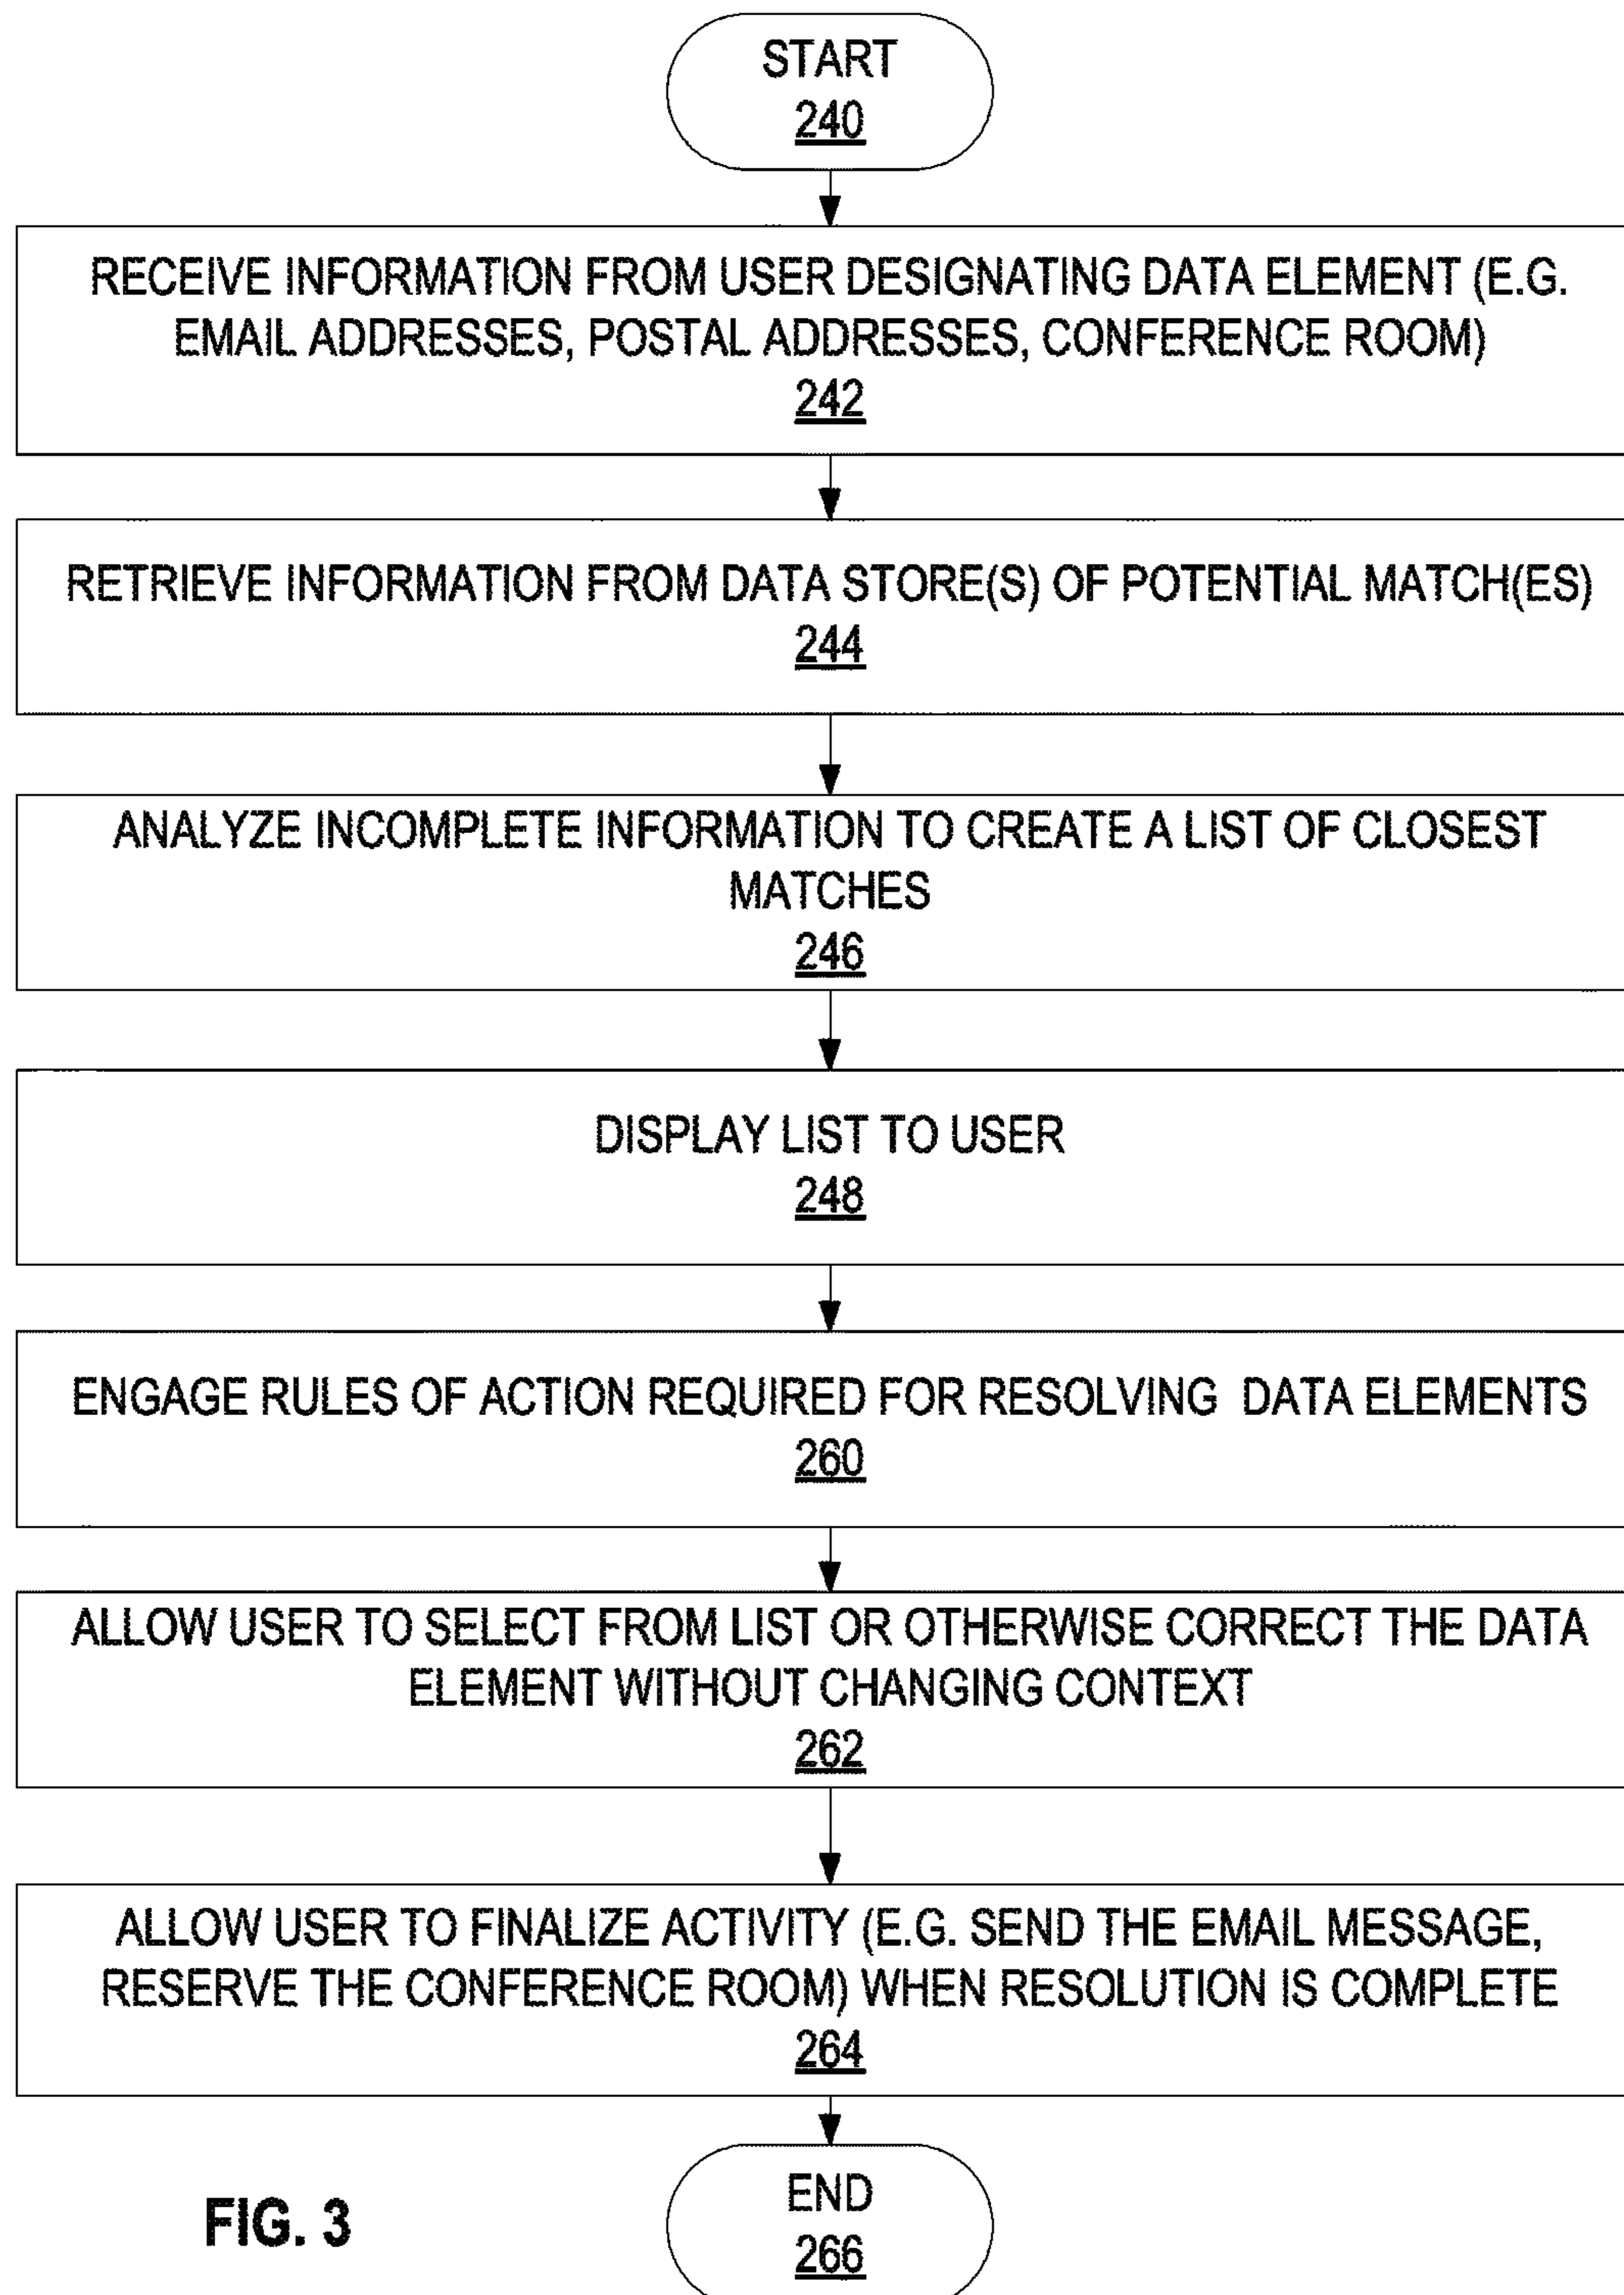 START
240
RECEIVE INFORMATION FROM USER DESIGNATING DATA ELEMENT (E.G.
EMAIL ADDRESSES, POSTAL ADDRESSES, CONFERENCE ROOM)
242
RETRIEVE INFORMATION FROM DATA STORE(S) OF POTENTIAL MATCH(ES)
244
ANALYZE INCOMPLETE INFORMATION TO CREATE A LIST OF CLOSEST
MATCHES
246
DISPLAY LIST TO USER
248
ENGAGE RULES OF ACTION REQUIRED FOR RESOLVING DATA ELEMENTS
260
ALLOW USER TO SELECT FROM LIST OR OTHERWISE CORRECT THE DATA
ELEMENT WITHOUT CHANGING CONTEXT
262
ALLOW USER TO FINALIZE ACTIVITY (E.G. SEND THE EMAIL MESSAGE,
RESERVE THE CONFERENCE ROOM) WHEN RESOLUTION IS COMPLETE
264
END
266
FIG. 3